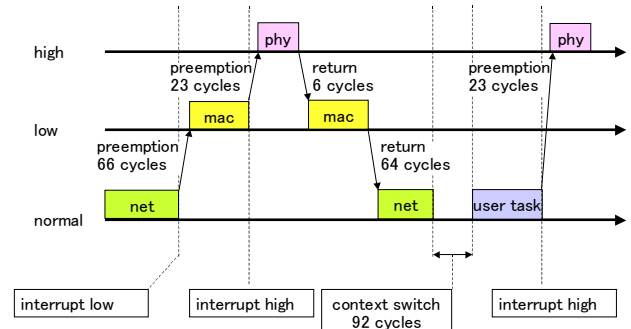 phy
phy
high
preemption
23 cycles
return
6 cycles
preemption
23 cycles
mac
mac
low
preemption
66 cycles
return
64 cycles
net
net
user task
normal
interrupt low
interrupt high
context switch
92 cycles
interrupt high